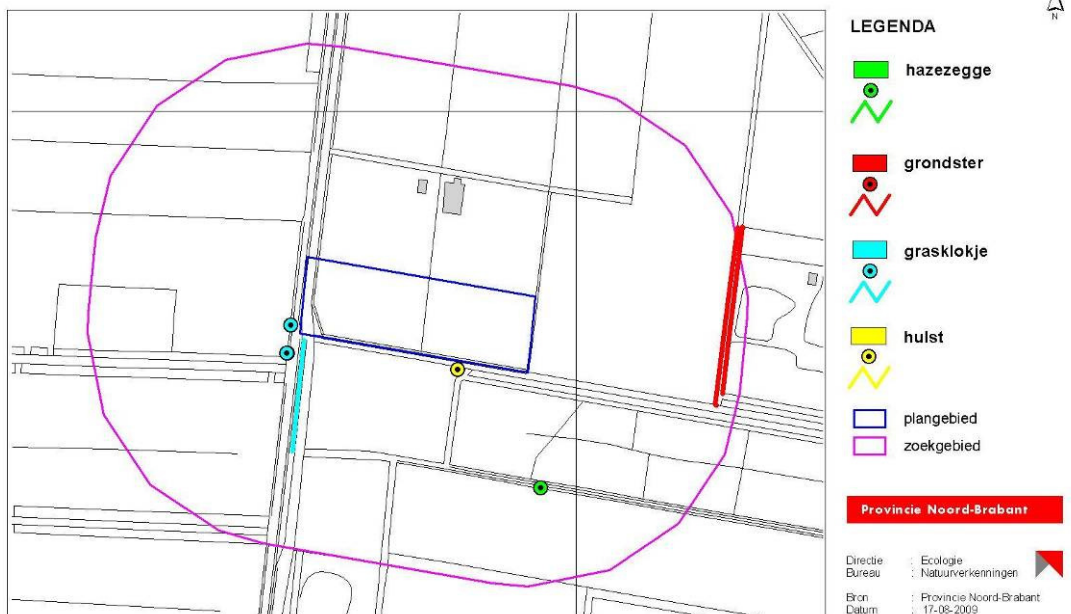 N
LEGENDA
hazezegge
grondster
grasklokje
hulst
plangebied
zoekgebied
Provincie Noord-Brabant
Directie : Ecologie
Bureau : Natuurverkenningen
Bron : Provincie Noord-Brabant
Datum : 17-08-2009